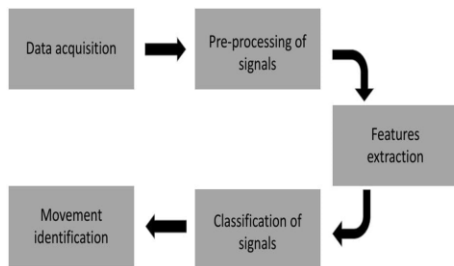 Data acquisition
Pre-processing of
signals
Features
extraction
Classification of
signals
Movement
identification